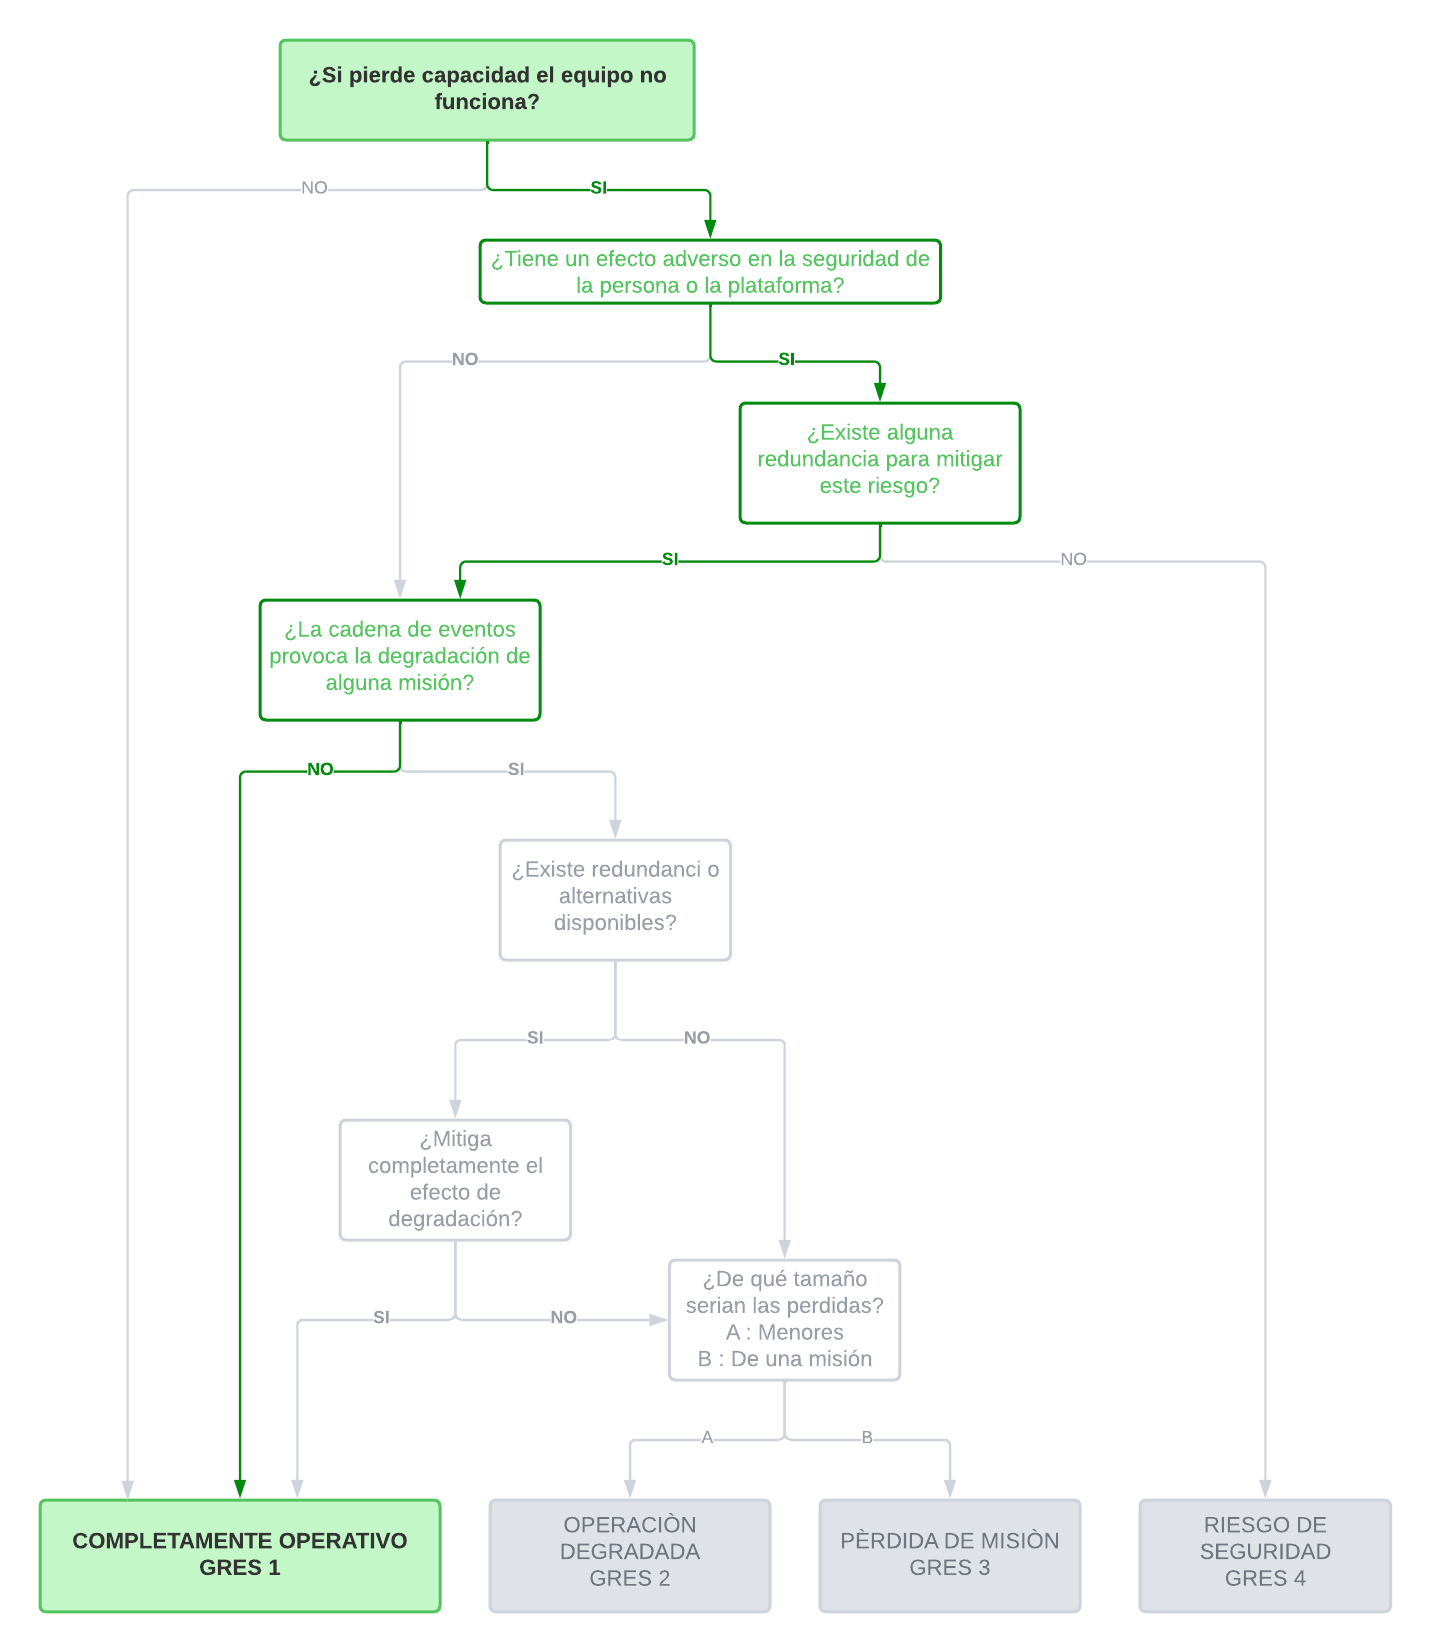 ¿Si pierde capacidad el equipo no
funciona?
NO
SI
¿Tiene un efecto adverso en la seguridad de
la persona o la plataforma?
NO
SI
¿Existe alguna
redundancia para mitigar
este riesgo?
SI
NO
¿La cadena de eventos
provoca la degradación de
alguna misión?
NO
SI
¿Existe redundanci o
alternativas
disponibles?
SI
NO
¿Mitiga
completamente el
efecto de
degradación?
SI
NO
¿De qué tamaño
serian las perdidas?
A : Menores
B : De una misión
A
B
COMPLETAMENTE OPERATIVO
GRES 1
OPERACIÒN
DEGRADADA
GRES 2
PÈRDIDA DE MISIÒN
GRES 3
RIESGO DE
SEGURIDAD
GRES 4